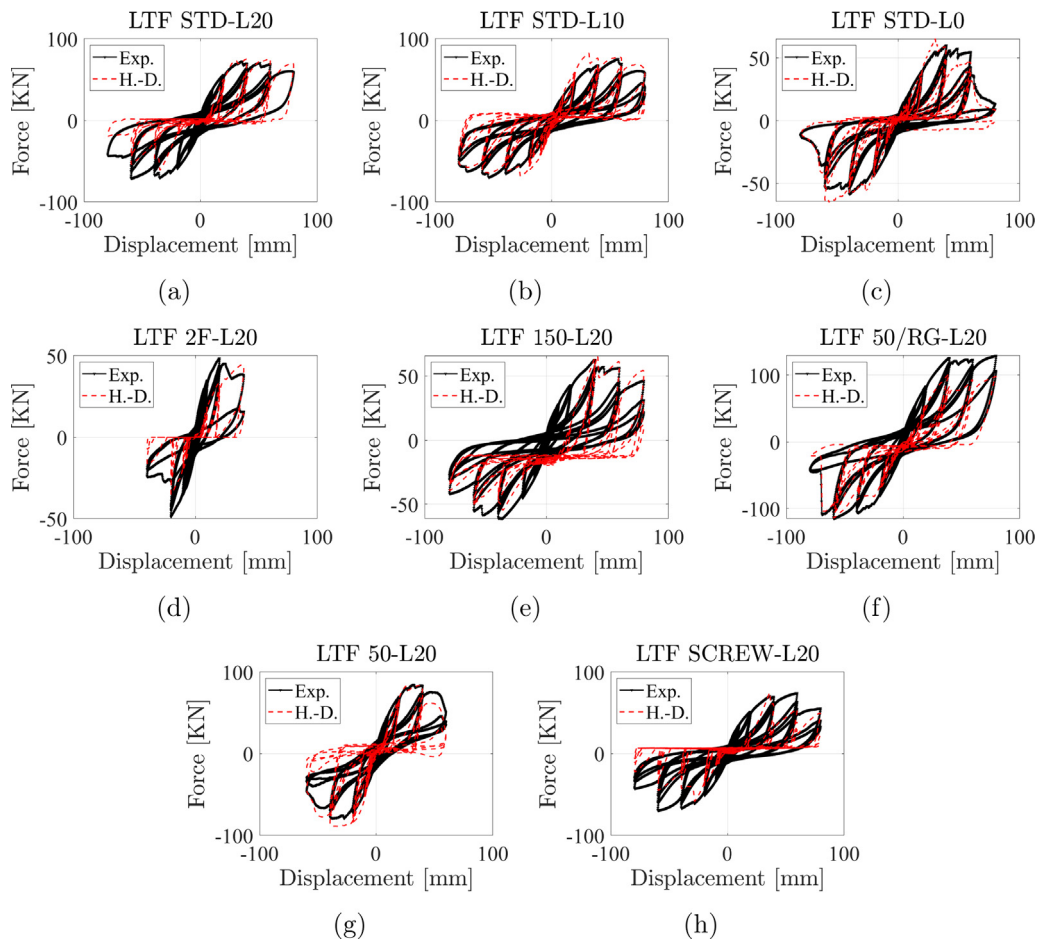 LTF STD-L20 LTF STD-L10 LTF STD-L0
100 100
50
Exp. Exp. Exp.
H.-D. H.-D. H.-D.
Force [KN] Force [KN] Force [KN]
0 0 0
-50
-100 -100
-100 0 100 -100 0 100 -100 0 100
Displacement [mm] Displacement [mm] Displacement [mm]
(a) (b) (c)
LTF 2F-L20 LTF 150-L20 LTF 50/RG-L20
50
Exp. Exp. Exp.
H.-D. H.-D. H.-D.
50 100
Force [KN] Force [KN] Force [KN]
0 0 0
-50 -50 -100
-100 0 100 -100 0 100 -100 0 100
Displacement [mm] Displacement [mm] Displacement [mm]
(d) (e) (f)
LTF 50-L20 LTF SCREW-L20
100 100
Exp. Exp.
H.-D. H.-D.
Force [KN] Force [KN]
0 0
-100 -100
-100 0 100 -100 0 100
Displacement [mm] Displacement [mm]
(g) (h)